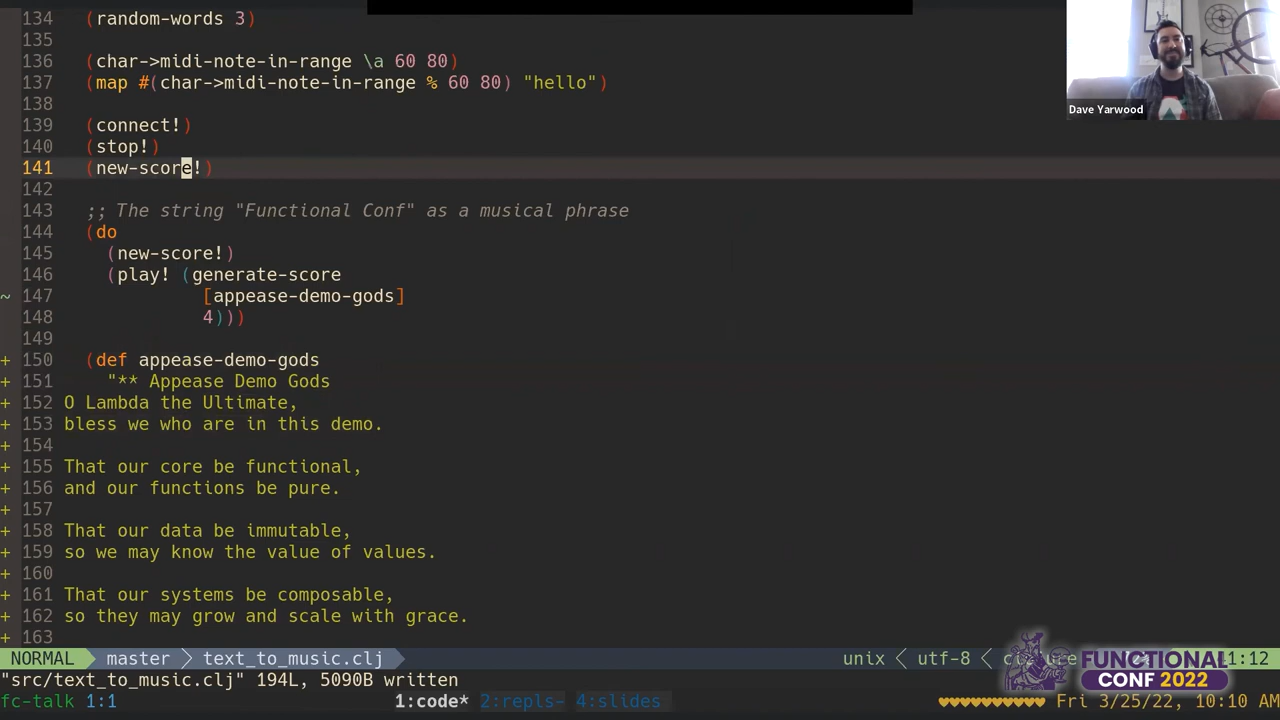 134 (random-words 3)
135
136 (char->midi-note-in-range \a 60 80)
137 (map #(char->midi-note-in-range % 60 80) "hello")
138
139 (connect!)
140 (stop!)
141 (new-score!)
142
143 ;; The string "Functional Conf" as a musical phrase
144 (do
145 (new-score!)
146 (play! (generate-score
~ 147 [appease-demo-gods]
148 4)))
149
+ 150 (def appease-demo-gods
+ 151 "** Appease Demo Gods
+ 152 O Lambda the Ultimate,
+ 153 bless we who are in this demo.
+ 154
+ 155 That our core be functional,
+ 156 and our functions be pure.
+ 157
+ 158 That our data be immutable,
+ 159 so we may know the value of values.
+ 160
+ 161 That our systems be composable,
+ 162 so they may grow and scale with grace.
+ 163
Dave Yarwood
NORMAL master text_to_music.clj unix utf-8
"src/text_to_music.clj" 194L, 5090B written
fc-talk 1:1 1:code* 2:repls- 4:slides Fri 3/25/22, 10:10 AM
FUNCTIONAL
CONF 2022